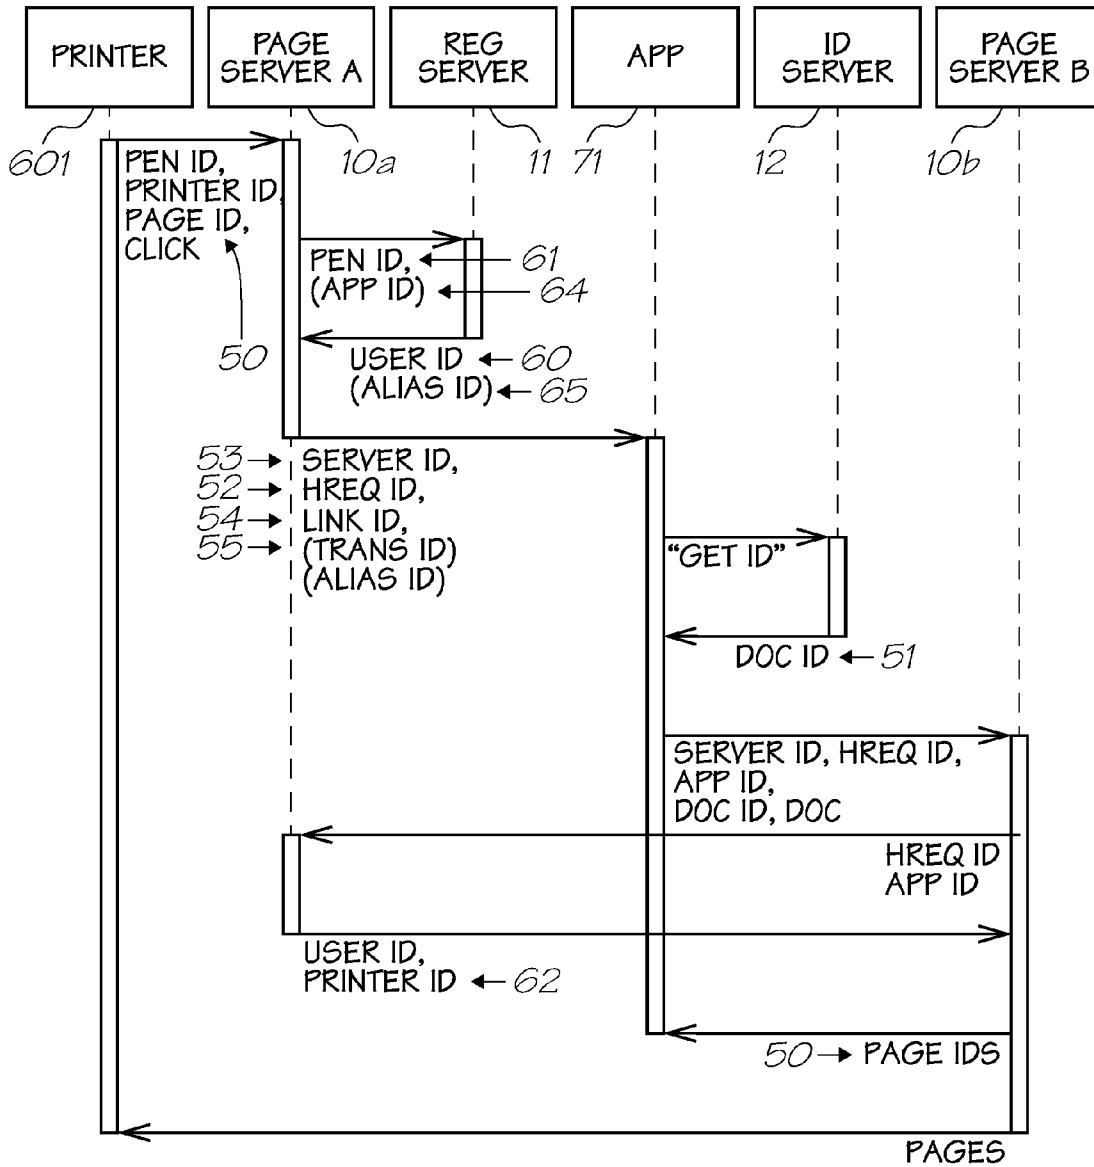 PRINTER
PAGE
SERVER A
REG
SERVER
APP
ID
SERVER
PAGE
SERVER B
601
10a
11
71
12
10b
PEN ID,
PRINTER ID,
PAGE ID,
CLICK
50
PEN ID,
61
(APP ID)
64
USER ID
60
(ALIAS ID)
65
53
SERVER ID,
52
HREQ ID,
54
LINK ID,
55
(TRANS ID)
(ALIAS ID)
“GET ID”
DOC ID
51
SERVER ID, HREQ ID,
APP ID,
DOC ID, DOC
HREQ ID
APP ID
USER ID,
PRINTER ID
62
50
PAGE IDS
PAGES